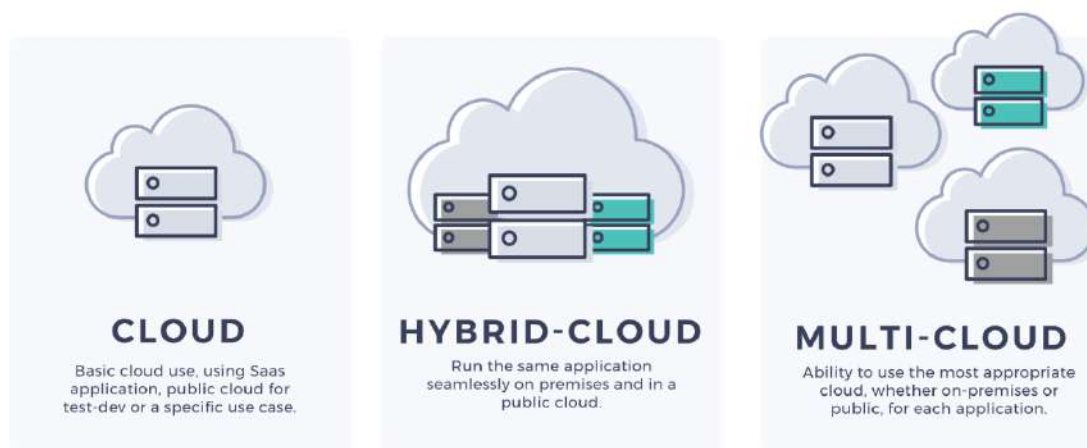 CLOUD
Basic cloud use, using Saas
application, public cloud for
test-dev or a specific use case.
HYBRID-CLOUD
Run the same application
seamlessly on premises and in a
public cloud.
MULTI-CLOUD
Ability to use the most appropriate
cloud, whether on-premises or
public, for each application.